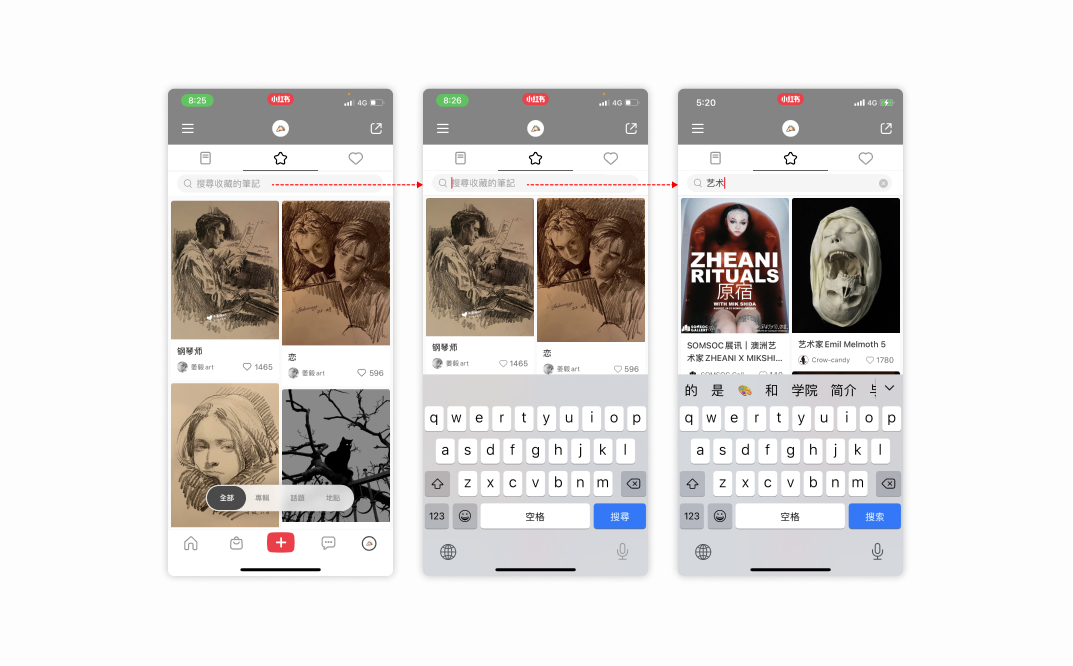 8:25
小红书
4G
搜尋收藏的筆記
钢琴师
姜毅art
1465
恋
姜毅art
596
全部
專輯
話題
地點
8:26
小红书
4G
搜尋收藏的筆記
钢琴师
姜毅art
1465
恋
姜毅art
596
q w e r t y u i o p
a s d f g h j k l
z x c v b n m
123
空格
搜尋
5:20
小红书
4G
艺术
ZHEANI
RITUALS
原宿
WITH MIK SHIDA
SOMSOC
GALLERY
SOMSOC展讯丨澳洲艺
术家ZHEANI X MIKSHI...
140
艺术家Emil Melmoth 5
Crow-candy
1780
的 是 和 学院 简介
q w e r t y u i o p
a s d f g h j k l
z x c v b n m
123
空格
搜索